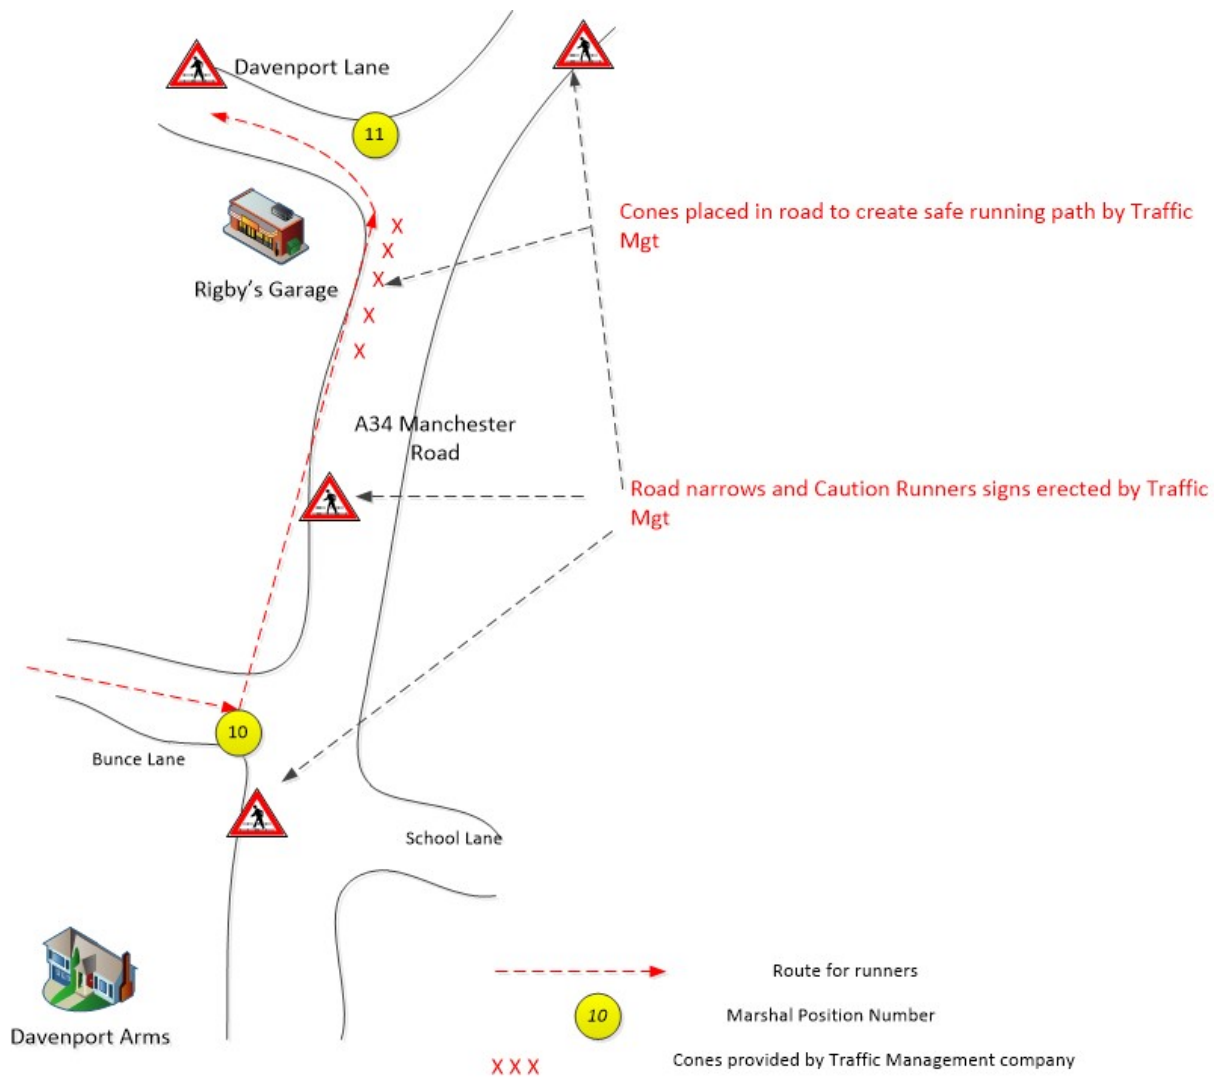 Davenport Lane
11
Cones placed in road to create safe running path by Traffic
Mgt
Rigby's Garage
X
X
X
X
X
A34 Manchester
Road
Road narrows and Caution Runners signs erected by Traffic
Mgt
10
Bunce Lane
School Lane
Davenport Arms
Route for runners
10
Marshal Position Number
X X X
Cones provided by Traffic Management company